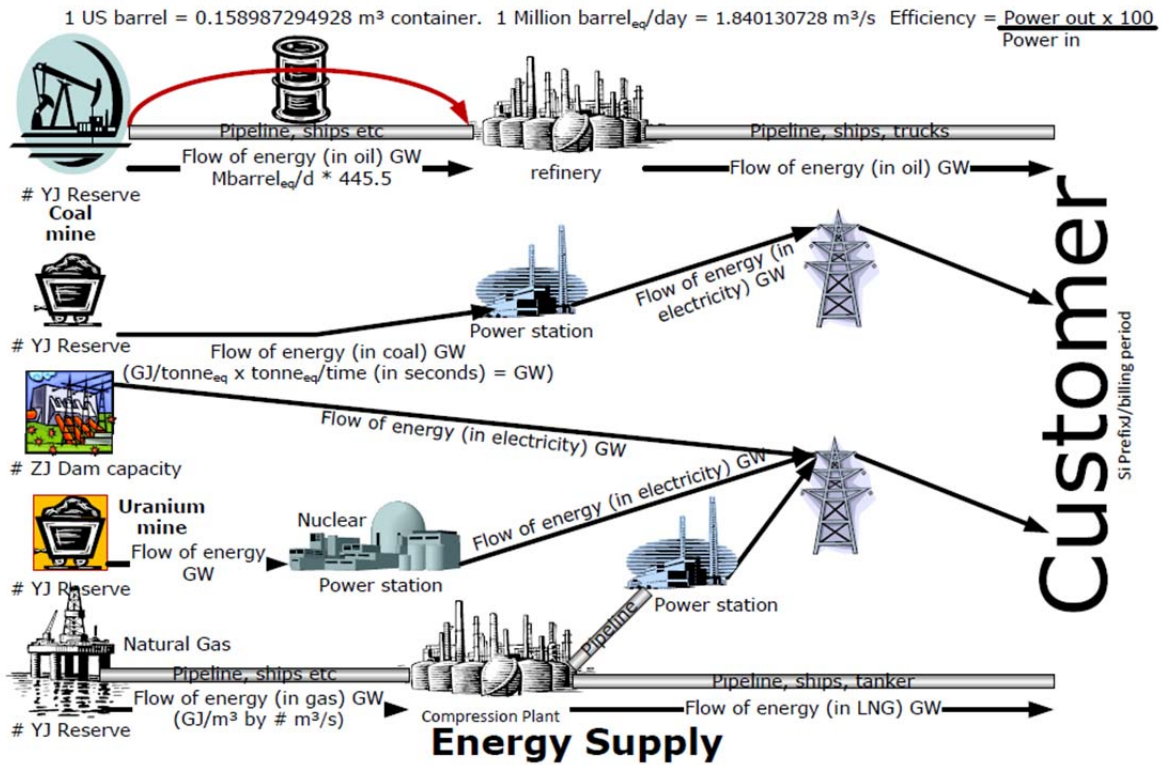 1 US barrel = 0.158987294928 m³ container. 1 Million barrel_eq/day = 1.840130728 m³/s Efficiency = Power out x 100
Power in
Pipeline, ships etc
Pipeline, ships, trucks
Flow of energy (in oil) GW
Mbarrel_eq/d * 445.5
refinery
Flow of energy (in oil) GW
# YJ Reserve
Coal
mine
Flow of energy (in
electricity) GW
Power station
# YJ Reserve
Flow of energy (in coal) GW
(GJ/tonne_eq x tonne_eq/time (in seconds) = GW)
Flow of energy (in electricity) GW
# ZJ Dam capacity
Uranium
mine
Nuclear
Flow of energy (in electricity) GW
Flow of energy
GW
Power station
# YJ Reserve
Power station
Pipeline
Natural Gas
Pipeline, ships etc
Pipeline, ships, tanker
Flow of energy (in gas) GW
(GJ/m³ by # m³/s)
Compression Plant
Flow of energy (in LNG) GW
# YJ Reserve
Customer
Si PrefixJ/billing period
Energy Supply